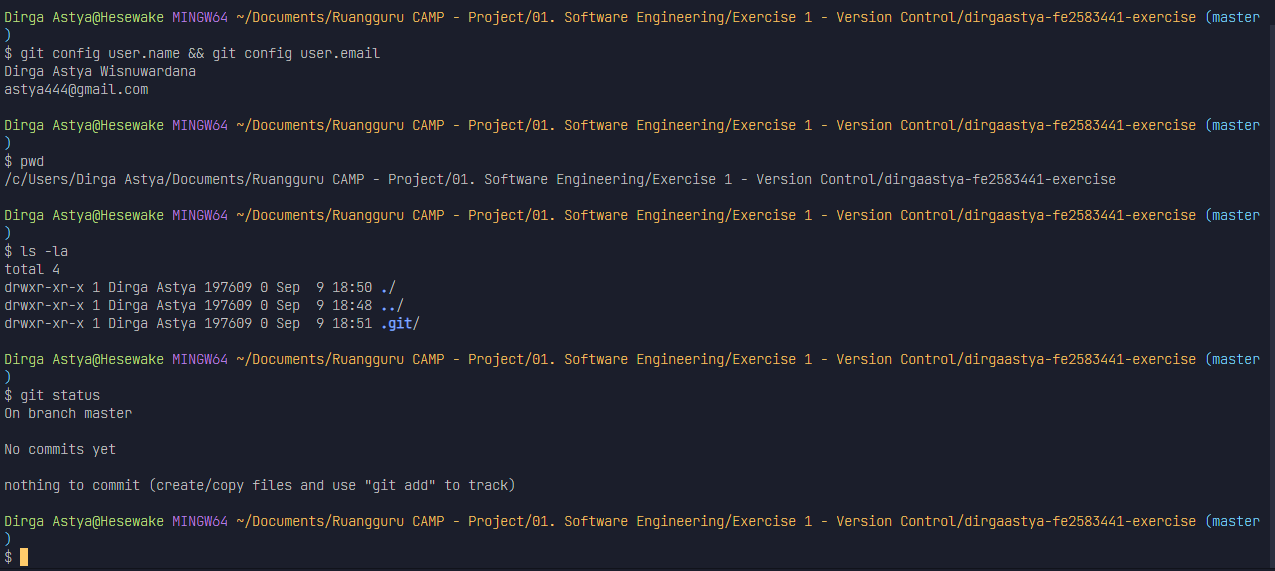 Dirga Astya@Hesewake MINGW64 ~/Documents/Ruangguru CAMP - Project/01. Software Engineering/Exercise 1 - Version Control/dirgaastya-fe2583441-exercise (master
)
$ git config user.name && git config user.email
Dirga Astya Wisnuwardana
astya444@gmail.com
Dirga Astya@Hesewake MINGW64 ~/Documents/Ruangguru CAMP - Project/01. Software Engineering/Exercise 1 - Version Control/dirgaastya-fe2583441-exercise (master
)
$ pwd
/c/Users/Dirga Astya/Documents/Ruangguru CAMP - Project/01. Software Engineering/Exercise 1 - Version Control/dirgaastya-fe2583441-exercise
Dirga Astya@Hesewake MINGW64 ~/Documents/Ruangguru CAMP - Project/01. Software Engineering/Exercise 1 - Version Control/dirgaastya-fe2583441-exercise (master
)
$ ls -la
total 4
drwxr-xr-x 1 Dirga Astya 197609 0 Sep  9 18:50 ./
drwxr-xr-x 1 Dirga Astya 197609 0 Sep  9 18:48 ../
drwxr-xr-x 1 Dirga Astya 197609 0 Sep  9 18:51 .git/
Dirga Astya@Hesewake MINGW64 ~/Documents/Ruangguru CAMP - Project/01. Software Engineering/Exercise 1 - Version Control/dirgaastya-fe2583441-exercise (master
)
$ git status
On branch master
No commits yet
nothing to commit (create/copy files and use "git add" to track)
Dirga Astya@Hesewake MINGW64 ~/Documents/Ruangguru CAMP - Project/01. Software Engineering/Exercise 1 - Version Control/dirgaastya-fe2583441-exercise (master
)
$